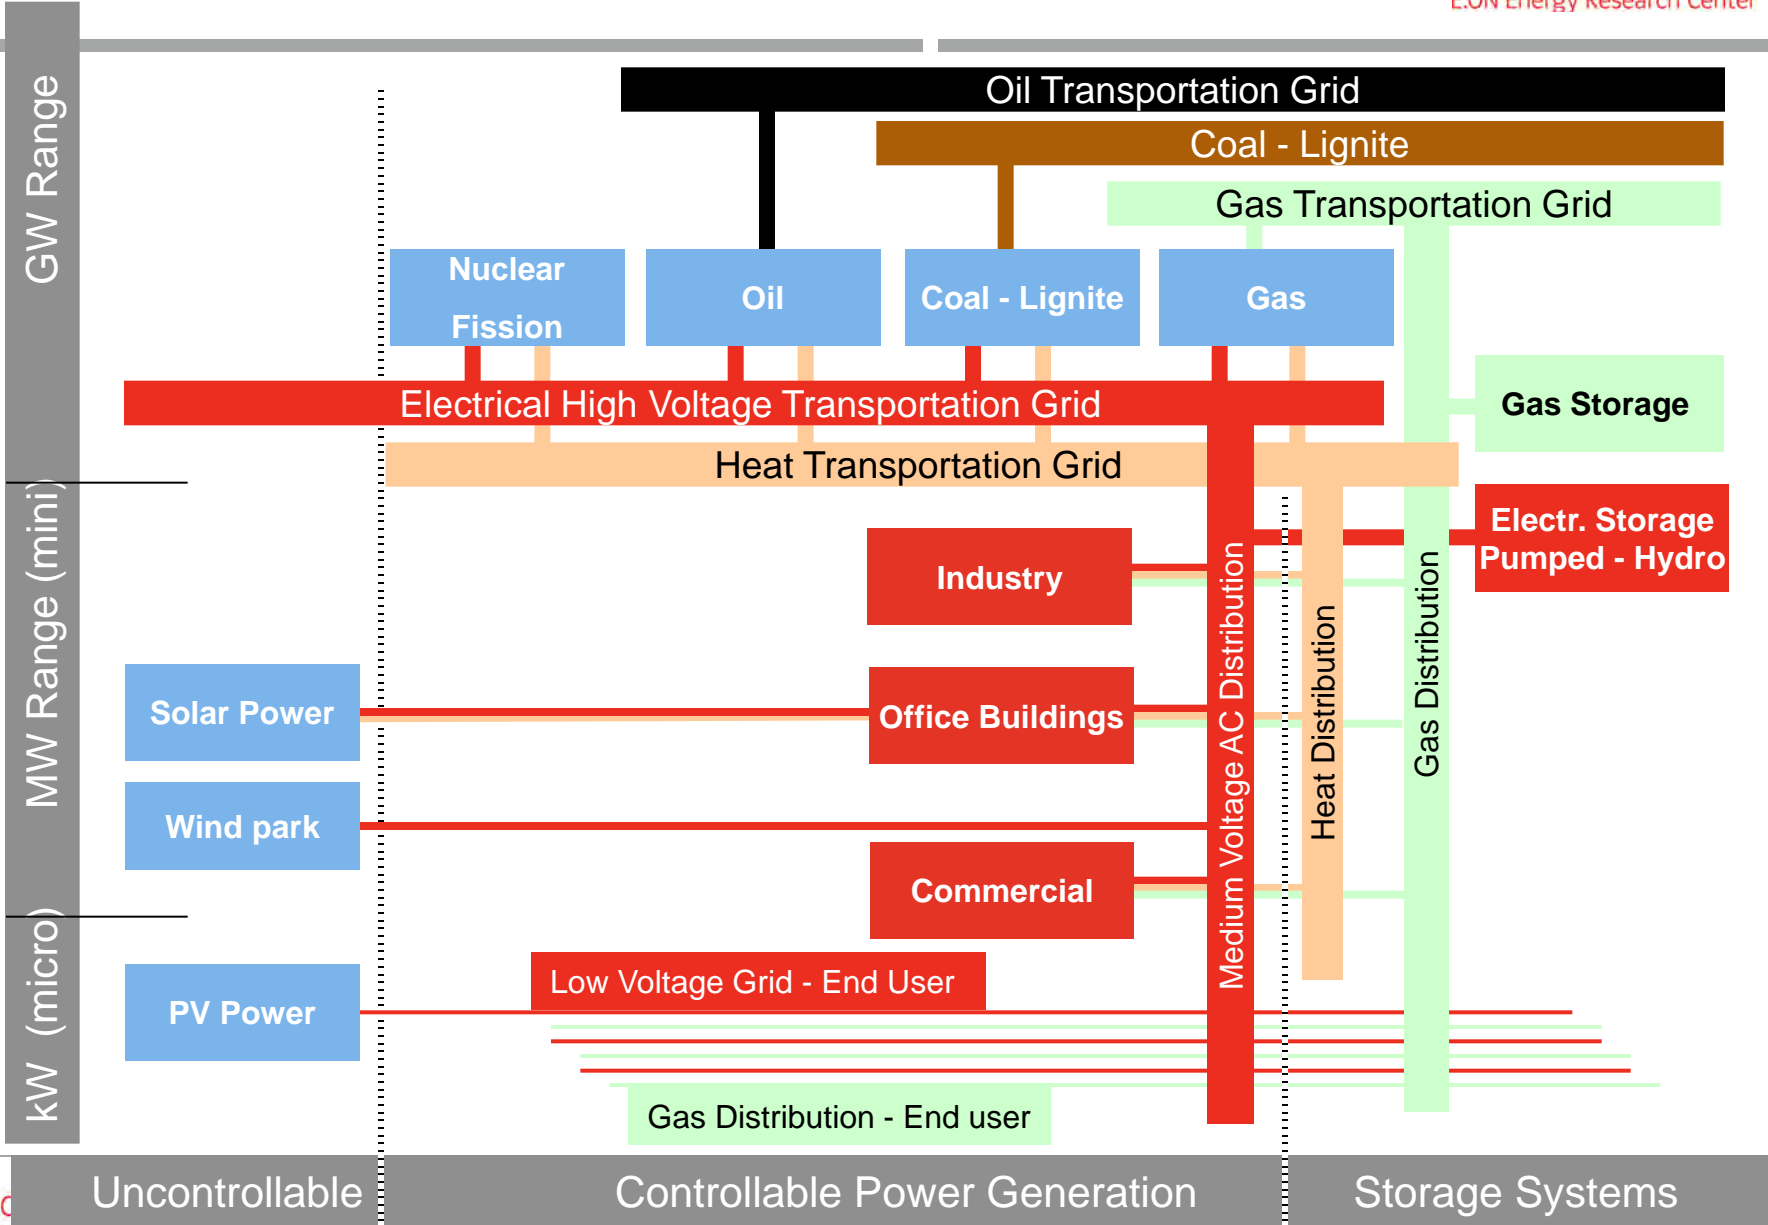 E.ON Energy Research Center
GW Range
Oil Transportation Grid
Coal - Lignite
Gas Transportation Grid
Nuclear
Fission
Oil
Coal - Lignite
Gas
Electrical High Voltage Transportation Grid
Gas Storage
Heat Transportation Grid
MW Range (mini)
Electr. Storage
Pumped - Hydro
Industry
Medium Voltage AC Distribution
Heat Distribution
Gas Distribution
Solar Power
Office Buildings
Wind park
Commercial
kW (micro)
Low Voltage Grid - End User
PV Power
Gas Distribution - End user
Uncontrollable
Controllable Power Generation
Storage Systems